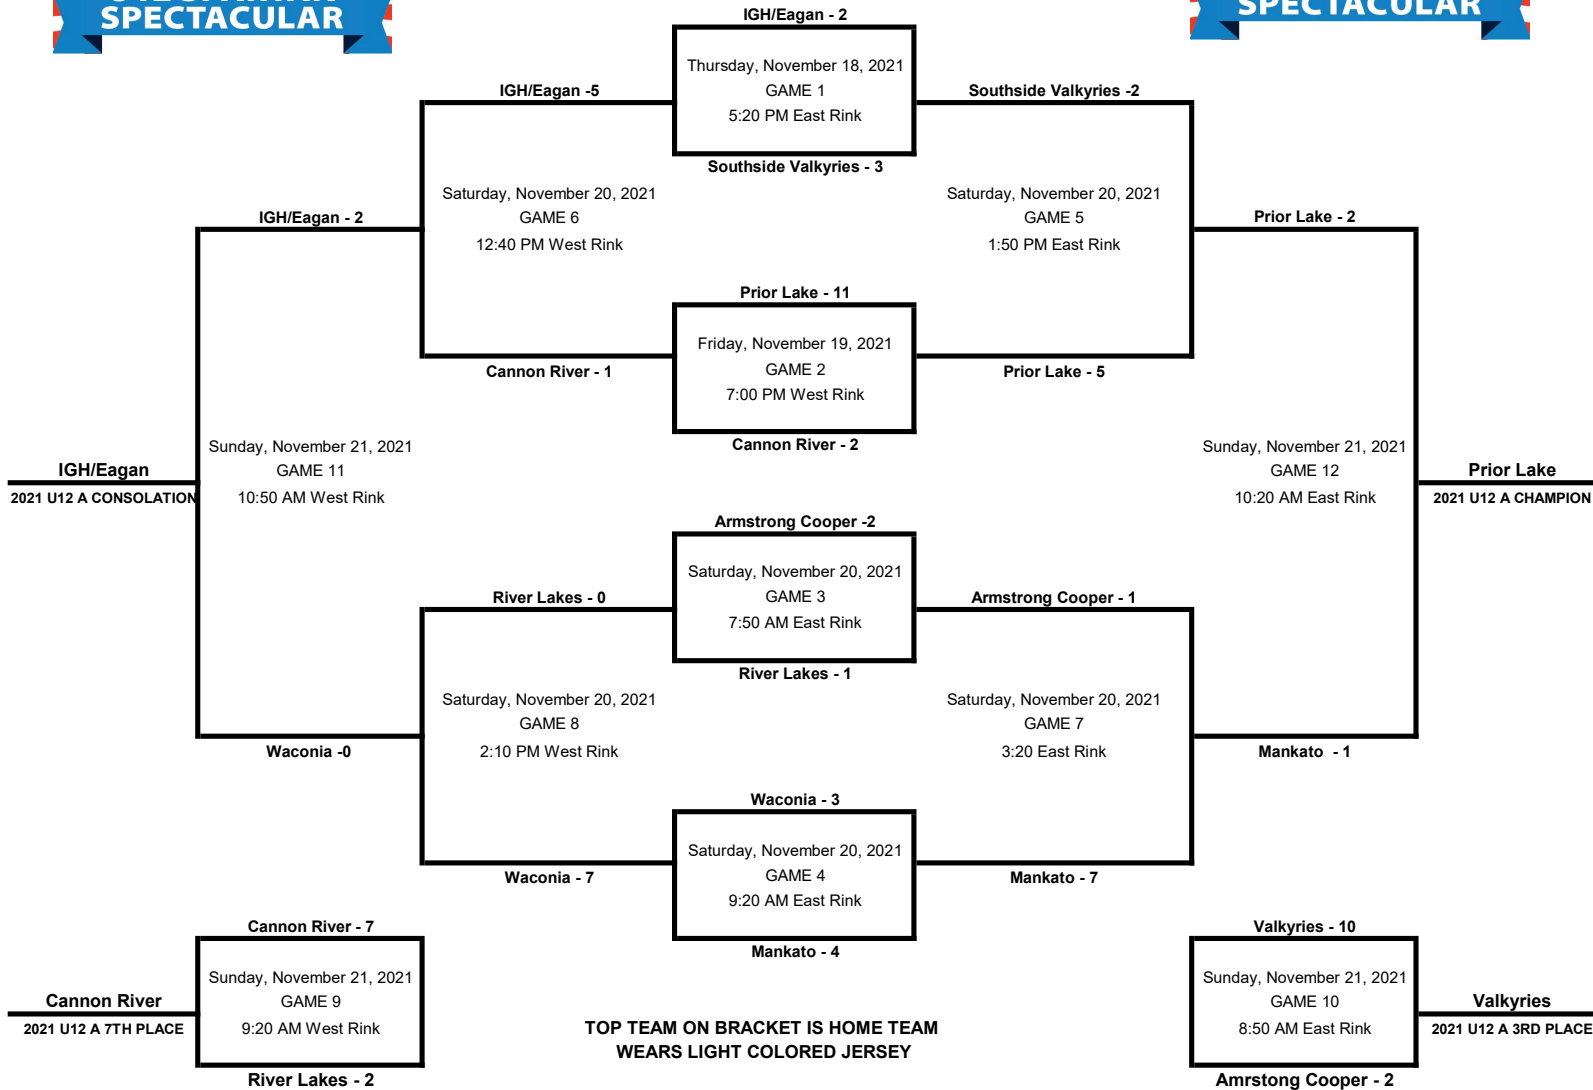 SPECTACULAR
SPECTACULAR
IGH/Eagan - 2
Thursday, November 18, 2021
GAME 1
5:20 PM East Rink
Southside Valkyries - 3
IGH/Eagan -5
Saturday, November 20, 2021
GAME 6
12:40 PM West Rink
Cannon River - 1
Southside Valkyries -2
Saturday, November 20, 2021
GAME 5
1:50 PM East Rink
Prior Lake - 5
Prior Lake - 11
Friday, November 19, 2021
GAME 2
7:00 PM West Rink
Cannon River - 2
IGH/Eagan - 2
Sunday, November 21, 2021
GAME 11
10:50 AM West Rink
Waconia -0
IGH/Eagan
2021 U12 A CONSOLATION
Prior Lake - 2
Sunday, November 21, 2021
GAME 12
10:20 AM East Rink
Mankato - 1
Prior Lake
2021 U12 A CHAMPION
Armstrong Cooper -2
Saturday, November 20, 2021
GAME 3
7:50 AM East Rink
River Lakes - 1
River Lakes - 0
Saturday, November 20, 2021
GAME 8
2:10 PM West Rink
Waconia - 7
Armstrong Cooper - 1
Saturday, November 20, 2021
GAME 7
3:20 East Rink
Mankato - 7
Waconia - 3
Saturday, November 20, 2021
GAME 4
9:20 AM East Rink
Mankato - 4
Cannon River - 7
Sunday, November 21, 2021
GAME 9
9:20 AM West Rink
River Lakes - 2
Cannon River
2021 U12 A 7TH PLACE
TOP TEAM ON BRACKET IS HOME TEAM
WEARS LIGHT COLORED JERSEY
Valkyries - 10
Sunday, November 21, 2021
GAME 10
8:50 AM East Rink
Amrstong Cooper - 2
Valkyries
2021 U12 A 3RD PLACE